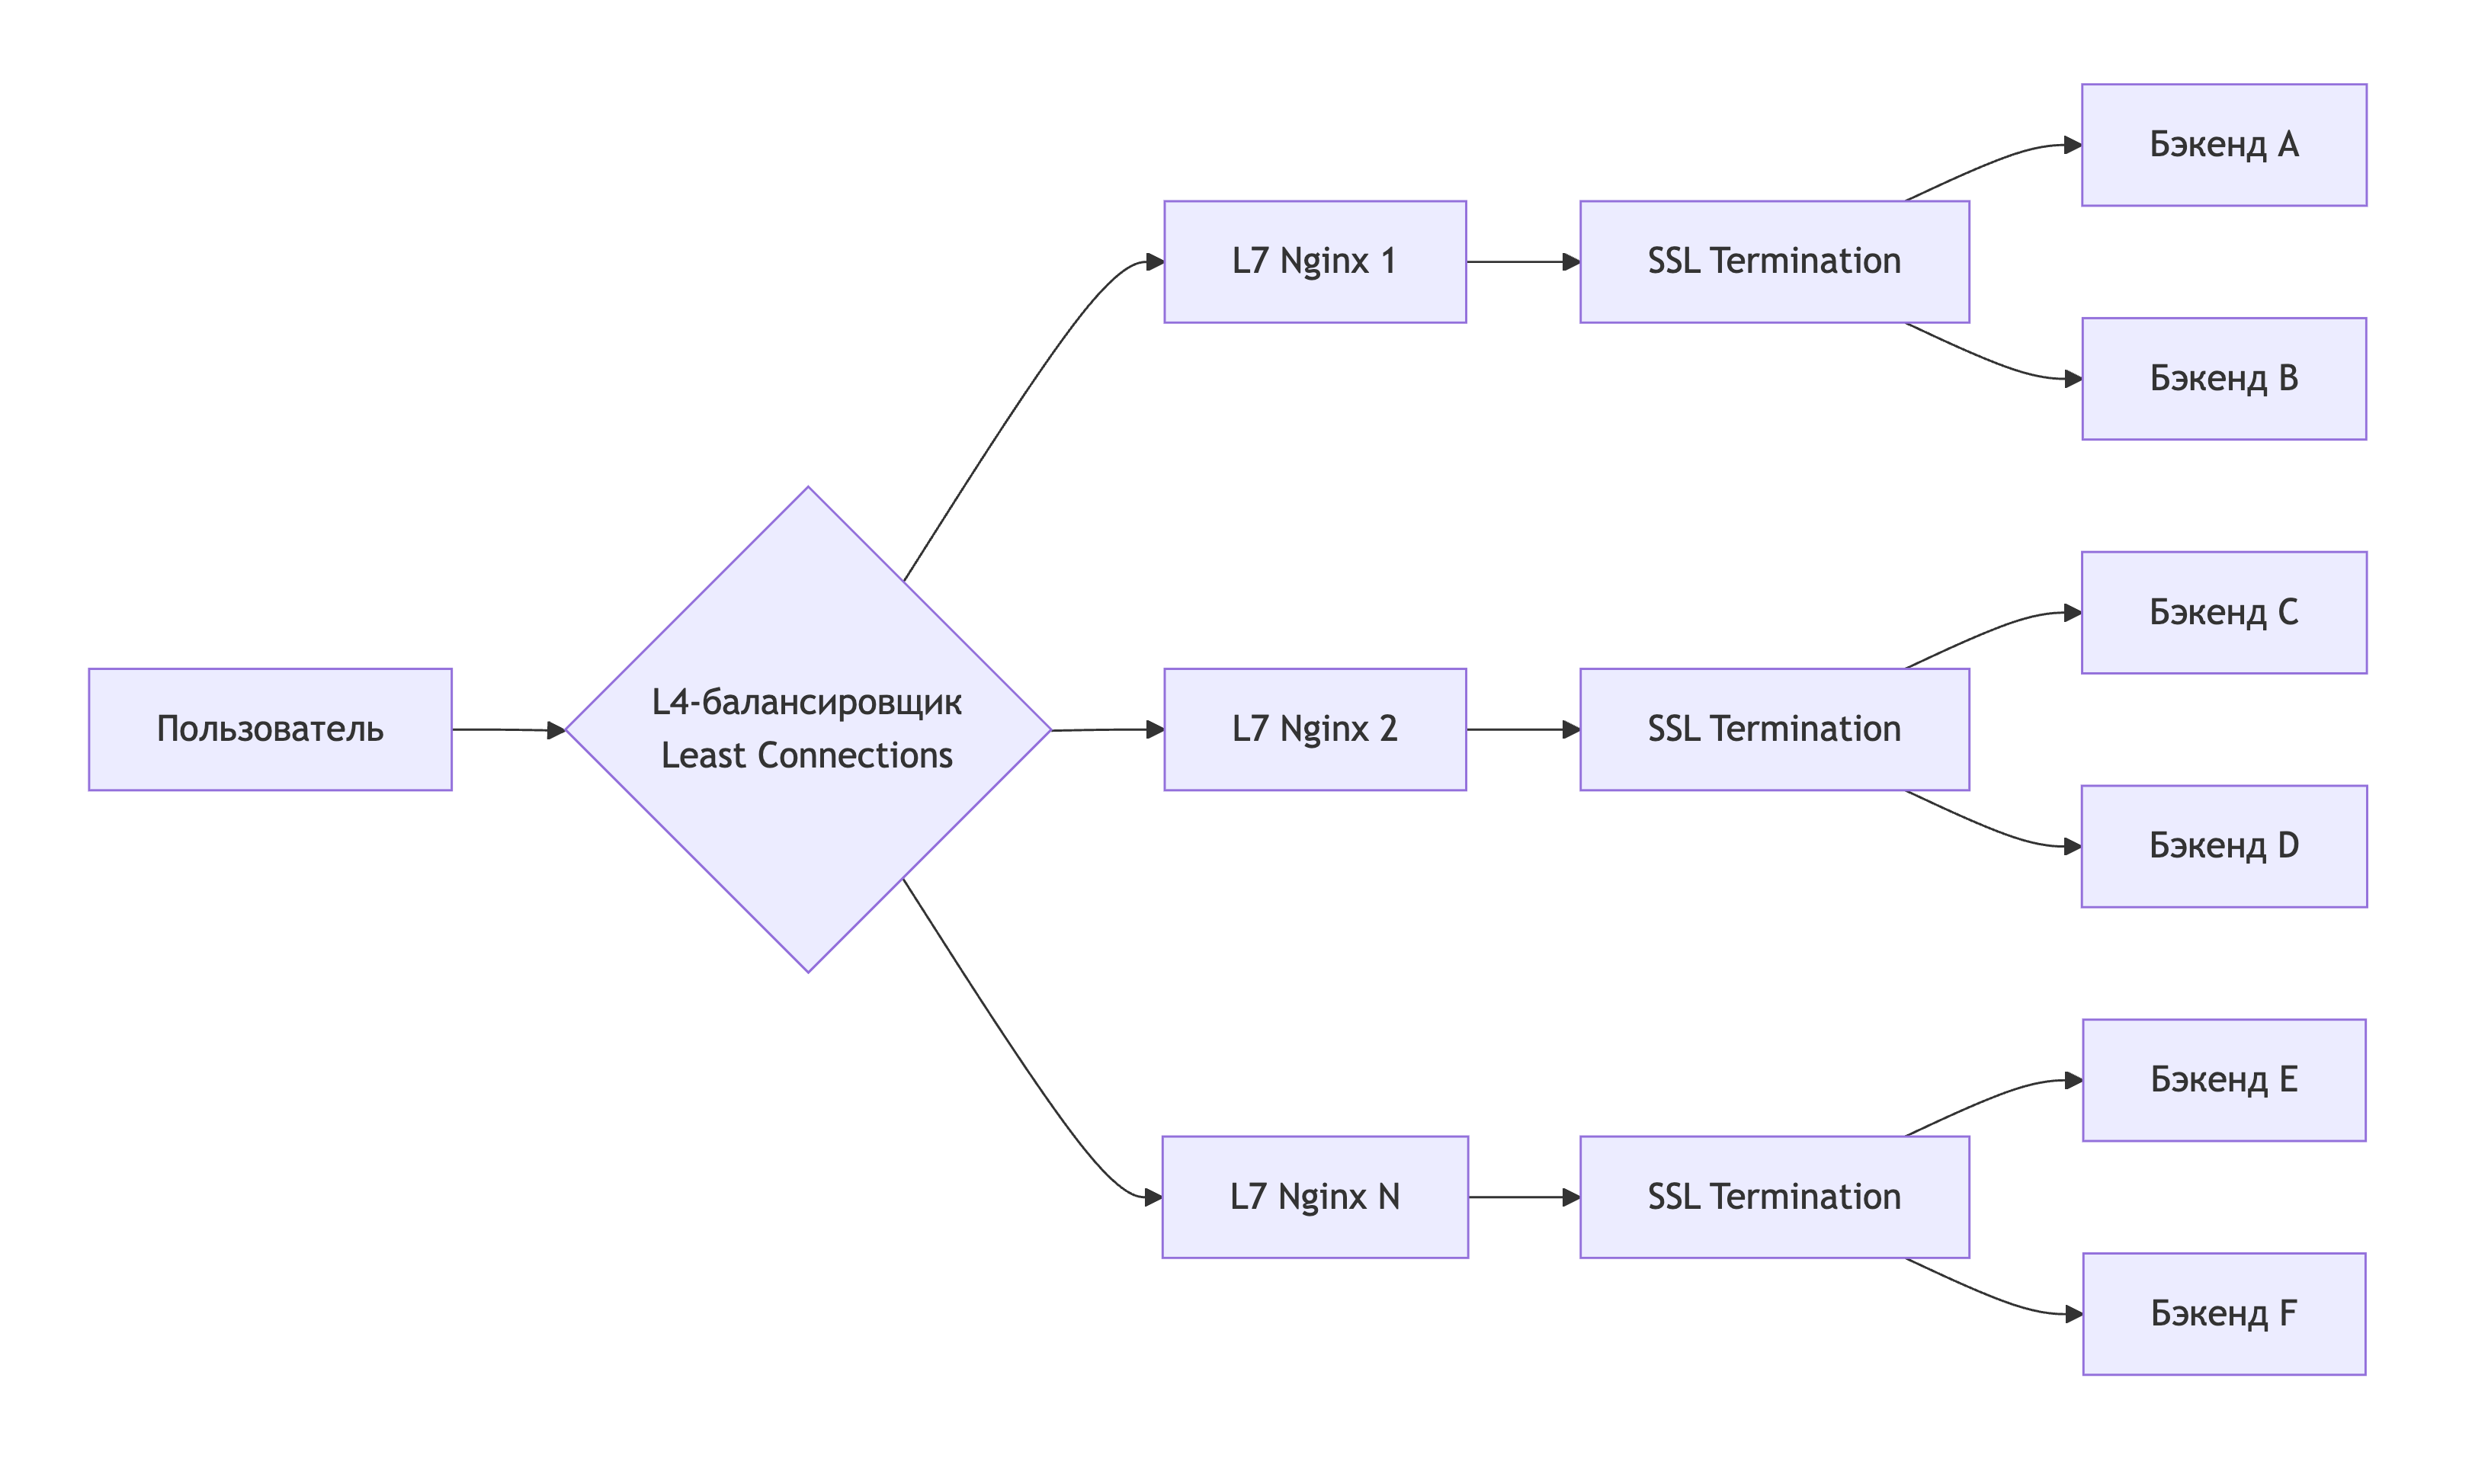 Пользователь
L4-балансировщик
Least Connections
L7 Nginx 1
SSL Termination
Бэкенд A
Бэкенд B
L7 Nginx 2
SSL Termination
Бэкенд C
Бэкенд D
L7 Nginx N
SSL Termination
Бэкенд E
Бэкенд F